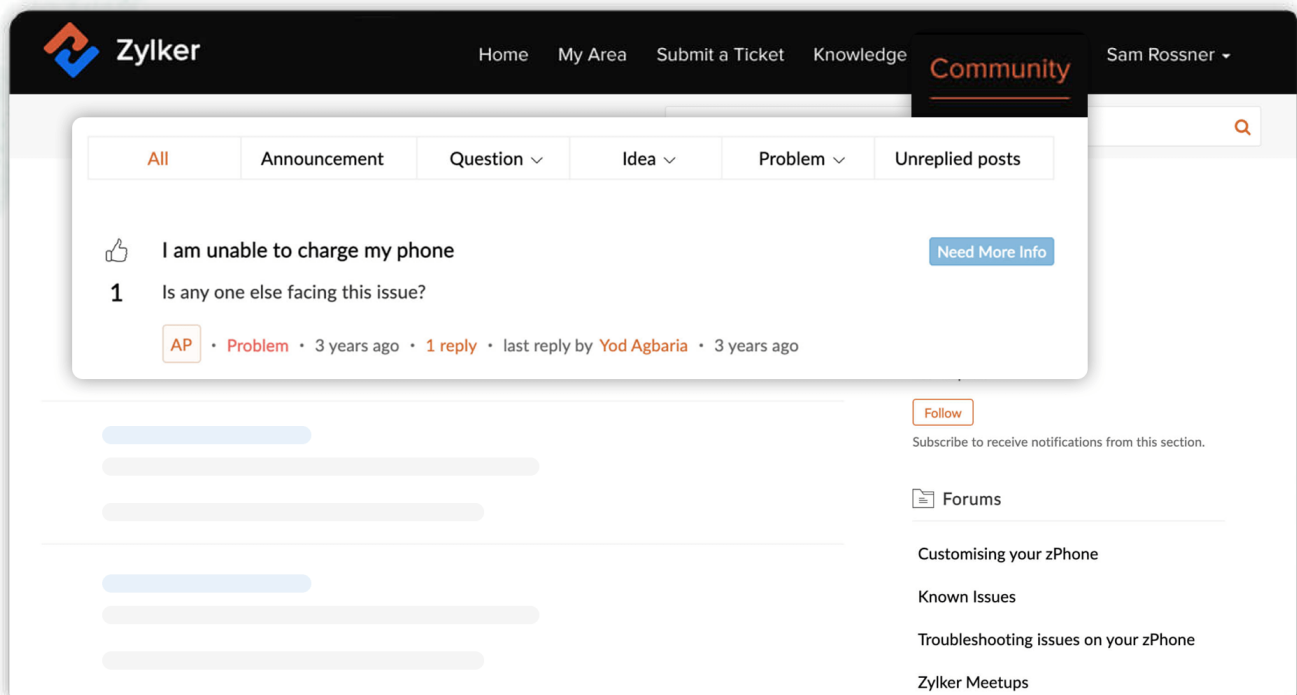 Zylker
Home My Area Submit a Ticket Knowledge Community Sam Rossner
All Announcement Question Idea Problem Unreplied posts
I am unable to charge my phone Need More Info
1 Is any one else facing this issue?
AP · Problem · 3 years ago · 1 reply · last reply by Yod Agbaria · 3 years ago
Follow
Subscribe to receive notifications from this section.
Forums
Customising your zPhone
Known Issues
Troubleshooting issues on your zPhone
Zylker Meetups